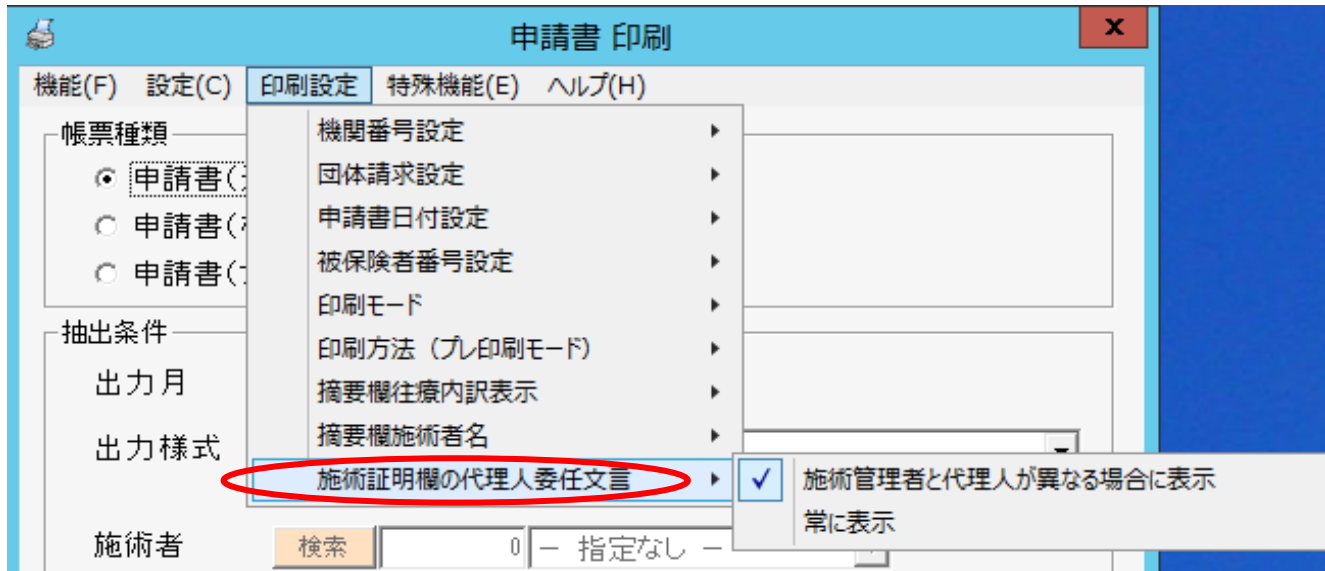 申請書 印刷
x
機能(F) 設定(C) 印刷設定 特殊機能(E) ヘルプ(H)
帳票種類
申請書(
申請書(
申請書(
機関番号設定
団体請求設定
申請書日付設定
被保険者番号設定
印刷モード
印刷方法（プレ印刷モード）
摘要欄往療内訳表示
摘要欄施術者名
施術証明欄の代理人委任文言
施術管理者と代理人が異なる場合に表示
常に表示
抽出条件
出力月
出力様式
施術者 検索 0 － 指定なし －